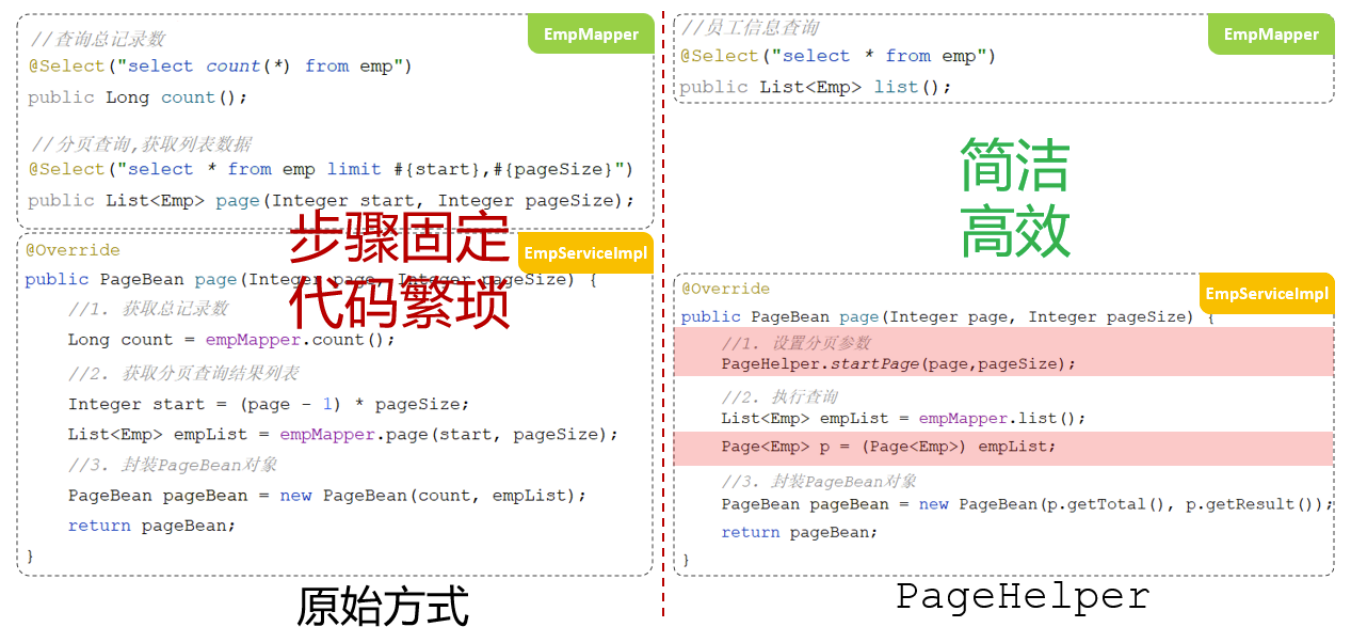 EmpMapper
//查询总记录数
@Select("select count(*) from emp")
public Long count();
//分页查询,获取列表数据
@Select("select * from emp limit #{start},#{pageSize}")
public List<Emp> page(Integer start, Integer pageSize);
步骤固定
代码繁琐
EmpServiceImpl
@Override
public PageBean page(Integer page, Integer pageSize) {
//1. 获取总记录数
Long count = empMapper.count();
//2. 获取分页查询结果列表
Integer start = (page - 1) * pageSize;
List<Emp> empList = empMapper.page(start, pageSize);
//3. 封装PageBean对象
PageBean pageBean = new PageBean(count, empList);
return pageBean;
}
原始方式
EmpMapper
//员工信息查询
@Select("select * from emp")
public List<Emp> list();
简洁
高效
EmpServiceImpl
@Override
public PageBean page(Integer page, Integer pageSize) {
//1. 设置分页参数
PageHelper.startPage(page,pageSize);
//2. 执行查询
List<Emp> empList = empMapper.list();
Page<Emp> p = (Page<Emp>) empList;
//3. 封装PageBean对象
PageBean pageBean = new PageBean(p.getTotal(), p.getResult());
return pageBean;
}
PageHelper